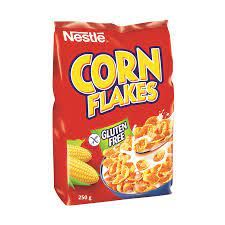 Nestlé
CORN
FLAKES
GLUTEN
FREE
250 g